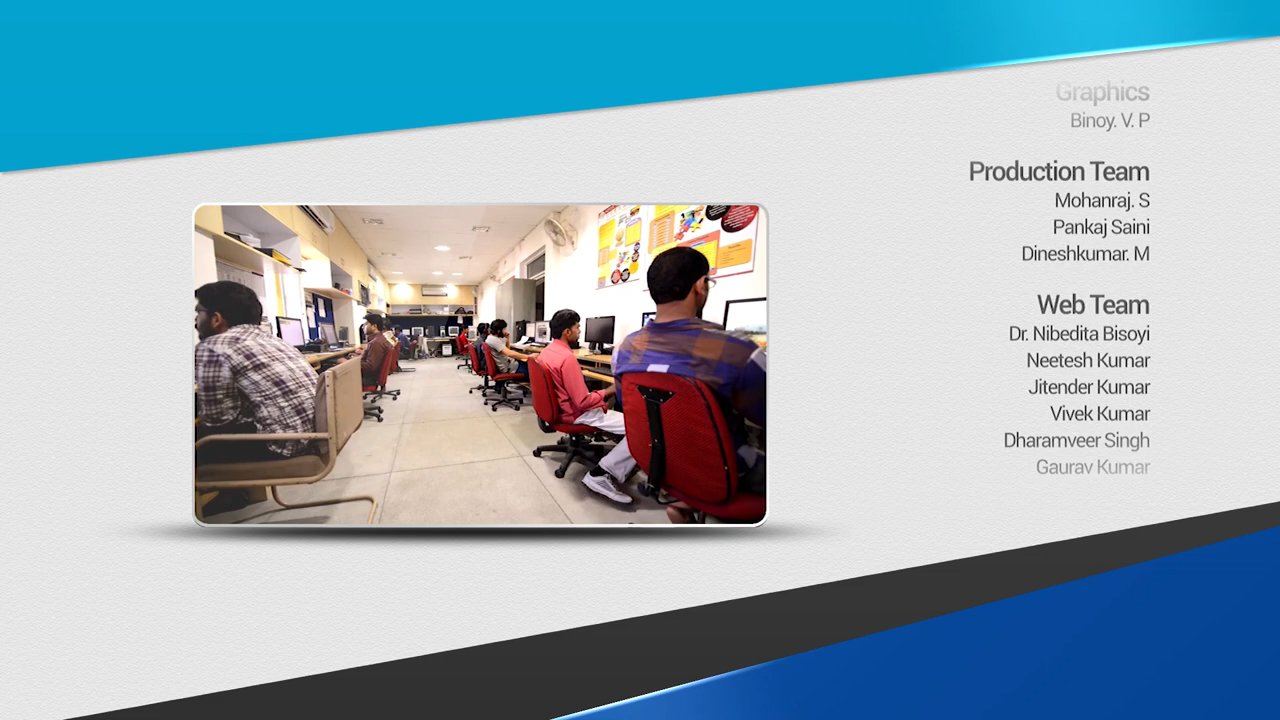 Graphics
Binoy. V. P
Production Team
Mohanraj. S
Pankaj Saini
Dineshkumar. M
Web Team
Dr. Nibedita Bisoyi
Neetesh Kumar
Jitender Kumar
Vivek Kumar
Dharamveer Singh
Gaurav Kumar